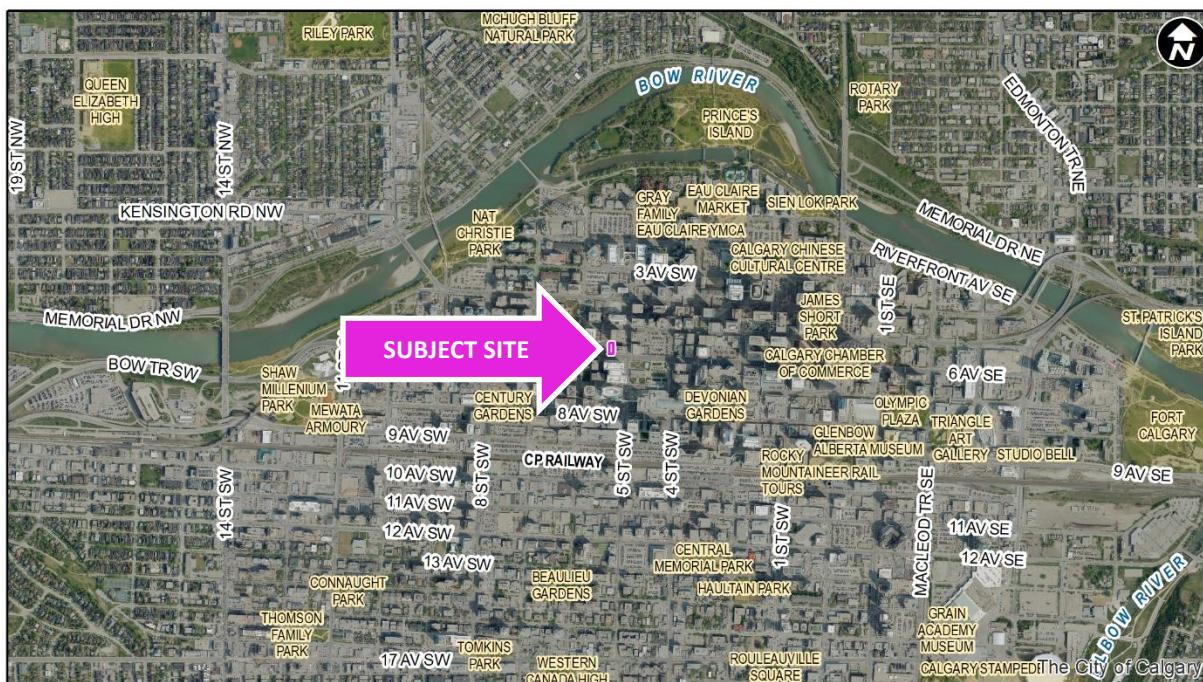 MCHUGH BLUFF
NATURAL PARK
RILEY PARK
N
QUEEN
ELIZABETH
HIGH
BOW RIVER
ROTARY
PARK
EDMONTON TR NE
PRINCE'S
ISLAND
19 ST NW
14 ST NW
KENSINGTON RD NW
NAT
CHRISTIE
PARK
GRAY
FAMILY
EAU CLAIRE YMCA
EAU CLAIRE
MARKET
SIEN LOK PARK
MEMORIAL DR NE
CALGARY CHINESE
CULTURAL CENTRE
RIVERFRONT AV SE
3 AV SW
1 ST SE
JAMES
SHORT
PARK
ST. PATRICK'S
ISLAND
PARK
MEMORIAL DR NW
SUBJECT SITE
BOW TR SW
CALGARY CHAMBER
OF COMMERCE
6 AV SE
SHAW
MILLENIUM
PARK
MEWATA
ARMOURY
CENTURY
GARDENS
8 AV SW
DEVONIAN
GARDENS
OLYMPIC
PLAZA
TRIANGLE
ART
GALLERY
FORT
CALGARY
9 AV SW
GLENBOW
ALBERTA MUSEUM
STUDIO BELL
CP RAILWAY
5 ST SW
4 ST SW
8 ST SW
ROCKY
MOUNTAINEER RAIL
TOURS
9 AV SE
10 AV SW
14 ST SW
11 AV SW
12 AV SW
1 ST SW
MACLEOD TR SE
11 AV SE
12 AV SE
13 AV SW
CENTRAL
MEMORIAL PARK
CONNAUGHT
PARK
BEAULIEU
GARDENS
HAULTAIN PARK
THOMSON
FAMILY
PARK
GRAIN
ACADEMY
MUSEUM
ELBOW RIVER
17 AV SW
TOMKINS
PARK
WESTERN
CANADA HIGH
ROULEAUVILLE
SQUARE
CALGARY STAMPEDE
The City of Calgary